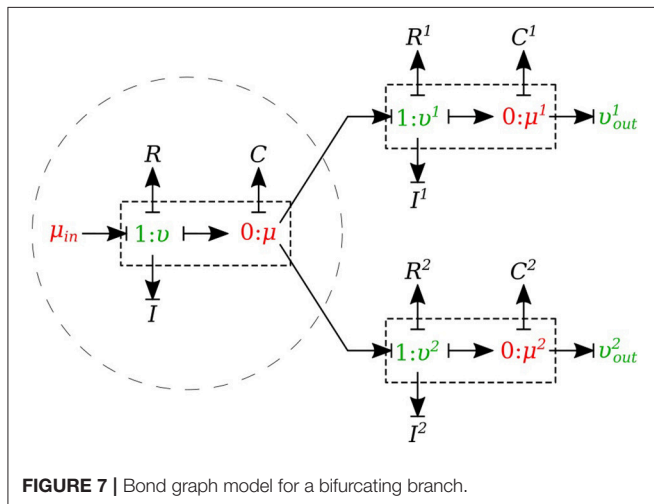 R¹ C¹
1:υ¹ 0:μ¹ υ¹out
I¹
R C
μin 1:υ 0:μ
I
R² C²
1:υ² 0:μ² υ²out
I²
FIGURE 7 | Bond graph model for a bifurcating branch.